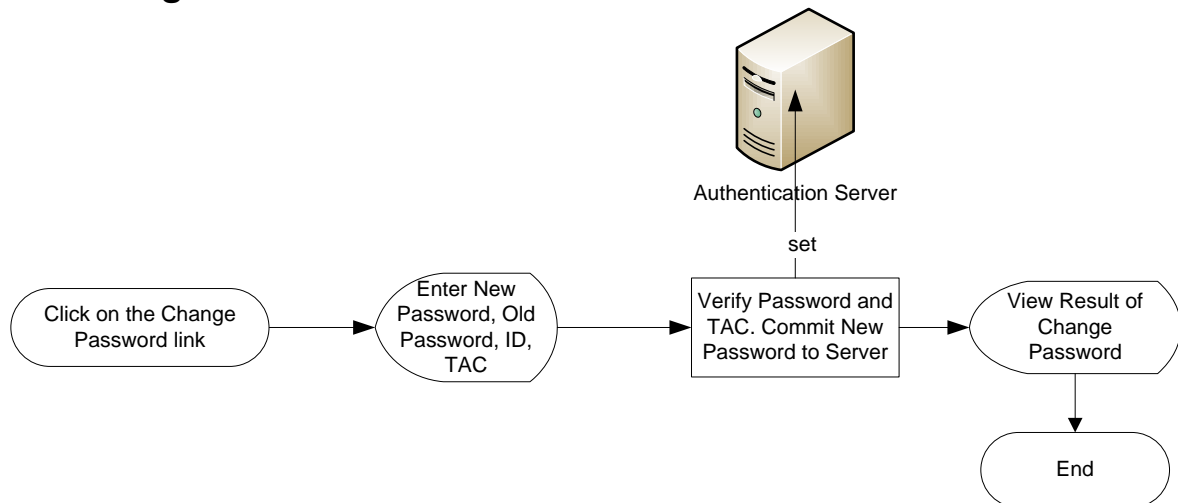 Authentication Server
set
Click on the Change
Password link
Enter New
Password, Old
Password, ID,
TAC
Verify Password and
TAC. Commit New
Password to Server
View Result of
Change
Password
End